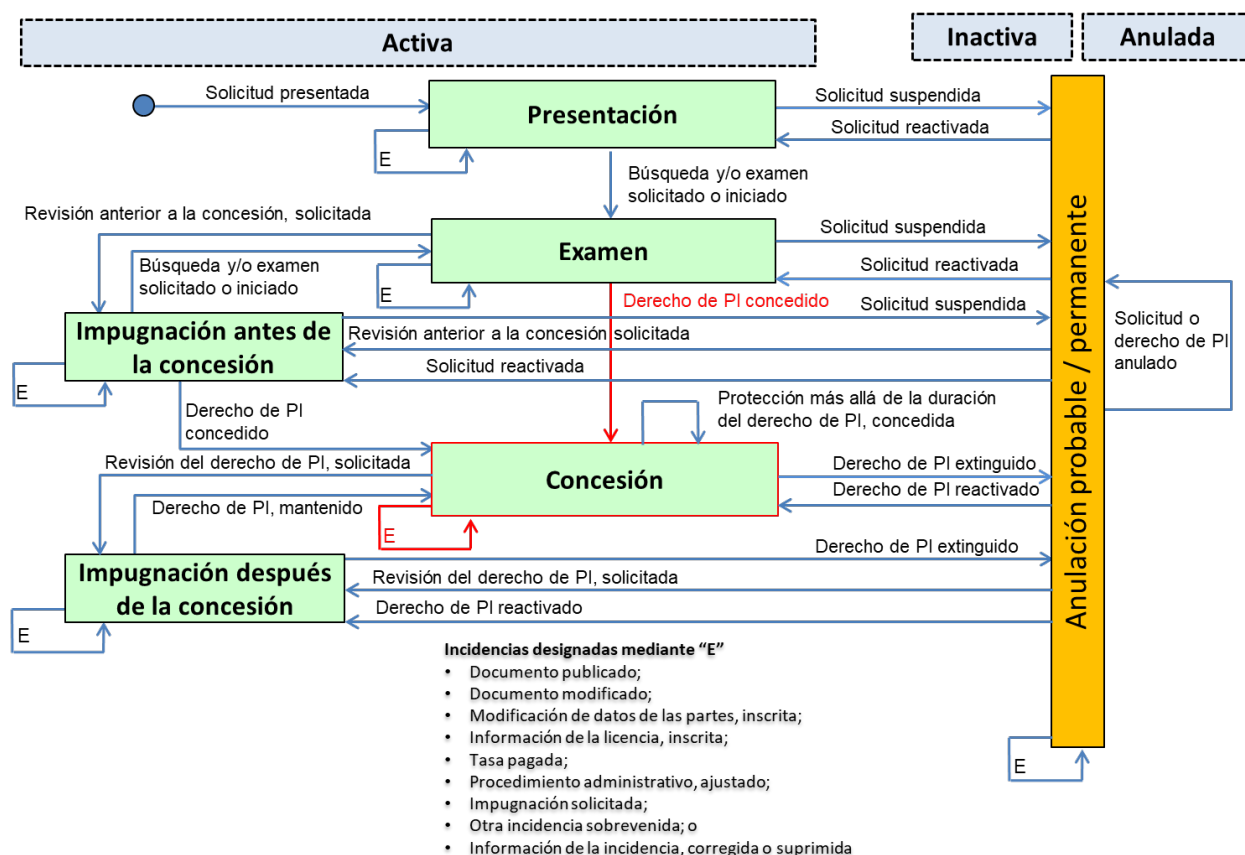 Activa
Inactiva
Anulada
Solicitud presentada
Presentación
Solicitud suspendida
Solicitud reactivada
E
Búsqueda y/o examen
solicitado o iniciado
Revisión anterior a la concesión, solicitada
Examen
Solicitud suspendida
Solicitud reactivada
Búsqueda y/o examen
solicitado o iniciado
E
Derecho de PI concedido
Solicitud suspendida
Impugnación antes de
la concesión
Revisión anterior a la concesión solicitada
Solicitud reactivada
E
Solicitud o
derecho de PI
anulado
Anulación probable / permanente
Derecho de PI
concedido
Protección más allá de la duración
del derecho de PI, concedida
Revisión del derecho de PI, solicitada
Concesión
Derecho de PI extinguido
Derecho de PI reactivado
Derecho de PI, mantenido
E
Derecho de PI extinguido
Impugnación después
de la concesión
Revisión del derecho de PI, solicitada
Derecho de PI reactivado
E
E
Incidencias designadas mediante “E”
• Documento publicado;
• Documento modificado;
• Modificación de datos de las partes, inscrita;
• Información de la licencia, inscrita;
• Tasa pagada;
• Procedimiento administrativo, ajustado;
• Impugnación solicitada;
• Otra incidencia sobrevenida; o
• Información de la incidencia, corregida o suprimida